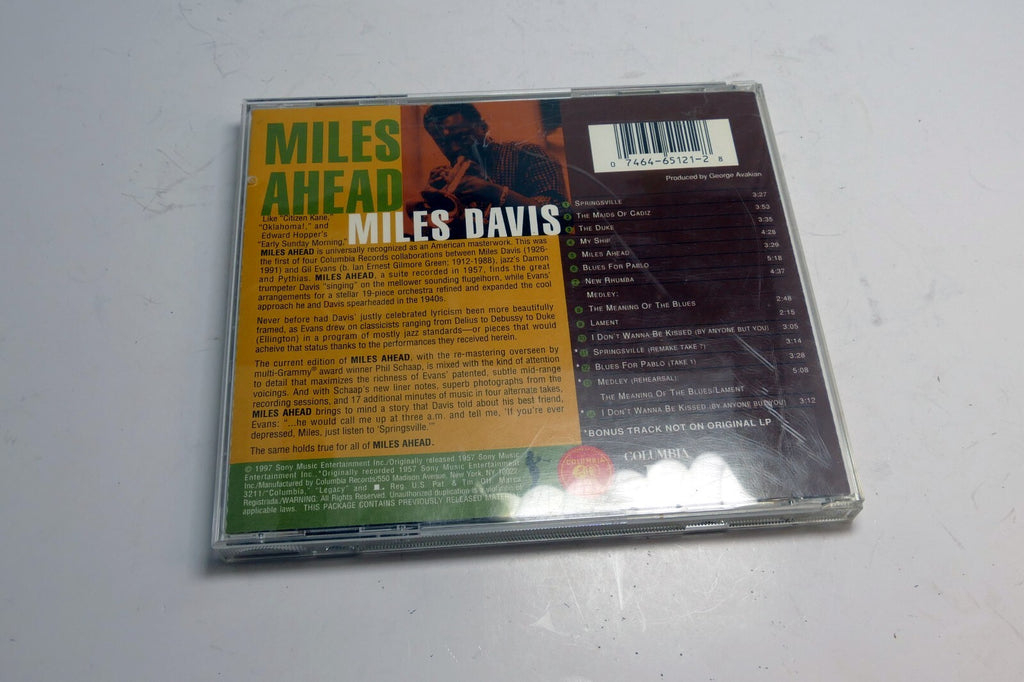 MILES
AHEAD
MILES DAVIS
Like "Citizen Kane,"
"Oklahoma!," and
Edward Hopper's
"Early Sunday Morning,"
MILES AHEAD is universally recognized as an American masterwork. This was
the first of four Columbia Records collaborations between Miles Davis (1926-
1991) and Gil Evans (b. Ian Ernest Gilmore Green; 1912-1988), jazz's Damon
and Pythias. MILES AHEAD, a suite recorded in 1957, finds the great
trumpeter Davis "singing" on the mellower sounding flugelhorn, while Evans'
arrangements for a stellar 19-piece orchestra refined and expanded the cool
approach he and Davis spearheaded in the 1940s.
Never before had Davis' justly celebrated lyricism been more beautifully
framed, as Evans drew on classicists ranging from Delius to Debussy to Duke
(Ellington) in a program of mostly jazz standards—or pieces that would
acheive that status thanks to the performances they received herein.
The current edition of MILES AHEAD, with the re-mastering overseen by
multi-Grammy® award winner Phil Schaap, is mixed with the kind of attention
to detail that maximizes the richness of Evans' patented, subtle mid-range
voicings. And with Schaap's new liner notes, superb photographs from the
recording sessions, and 17 additional minutes of music in four alternate takes,
MILES AHEAD brings to mind a story that Davis told about his best friend,
Evans: "...he would call me up at three a.m. and tell me, 'If you're ever
depressed, Miles, just listen to 'Springsville.'"
The same holds true for all of MILES AHEAD.
© 1997 Sony Music Entertainment Inc./Originally released 1957 Sony Music
Entertainment Inc.,*Originally recorded 1957 Sony Music Entertainment
Inc./Manufactured by Columbia Records/550 Madison Avenue, New York, NY 10022-
3211/"Columbia," "Legacy" and Reg. U.S. Pat. & Tm. Off. Marca
Registrada./WARNING: All Rights Reserved. Unauthorized duplication is a violation of
applicable laws. THIS PACKAGE CONTAINS PREVIOUSLY RELEASED
0 7464-65121-2 8
Produced by George Avakian
1 Springsville 3:27
2 The Maids Of Cadiz 3:53
3 The Duke 3:35
4 My Ship 4:28
5 Miles Ahead 3:29
6 Blues For Pablo 5:18
7 New Rhumba 4:37
Medley:
8 The Meaning Of The Blues 2:48
9 Lament 2:15
10 I Don't Wanna Be Kissed (By Anyone But You) 3:05
* 11 Springsville (Remake Take 7) 3:14
* 12 Blues For Pablo (Take 1) 3:28
* 13 Medley (Rehearsal): 5:08
The Meaning Of The Blues/Lament
* 14 I Don't Wanna Be Kissed (By Anyone But You) 3:12
*BONUS TRACK NOT ON ORIGINAL LP
COLUMBIA
COLUMBIA